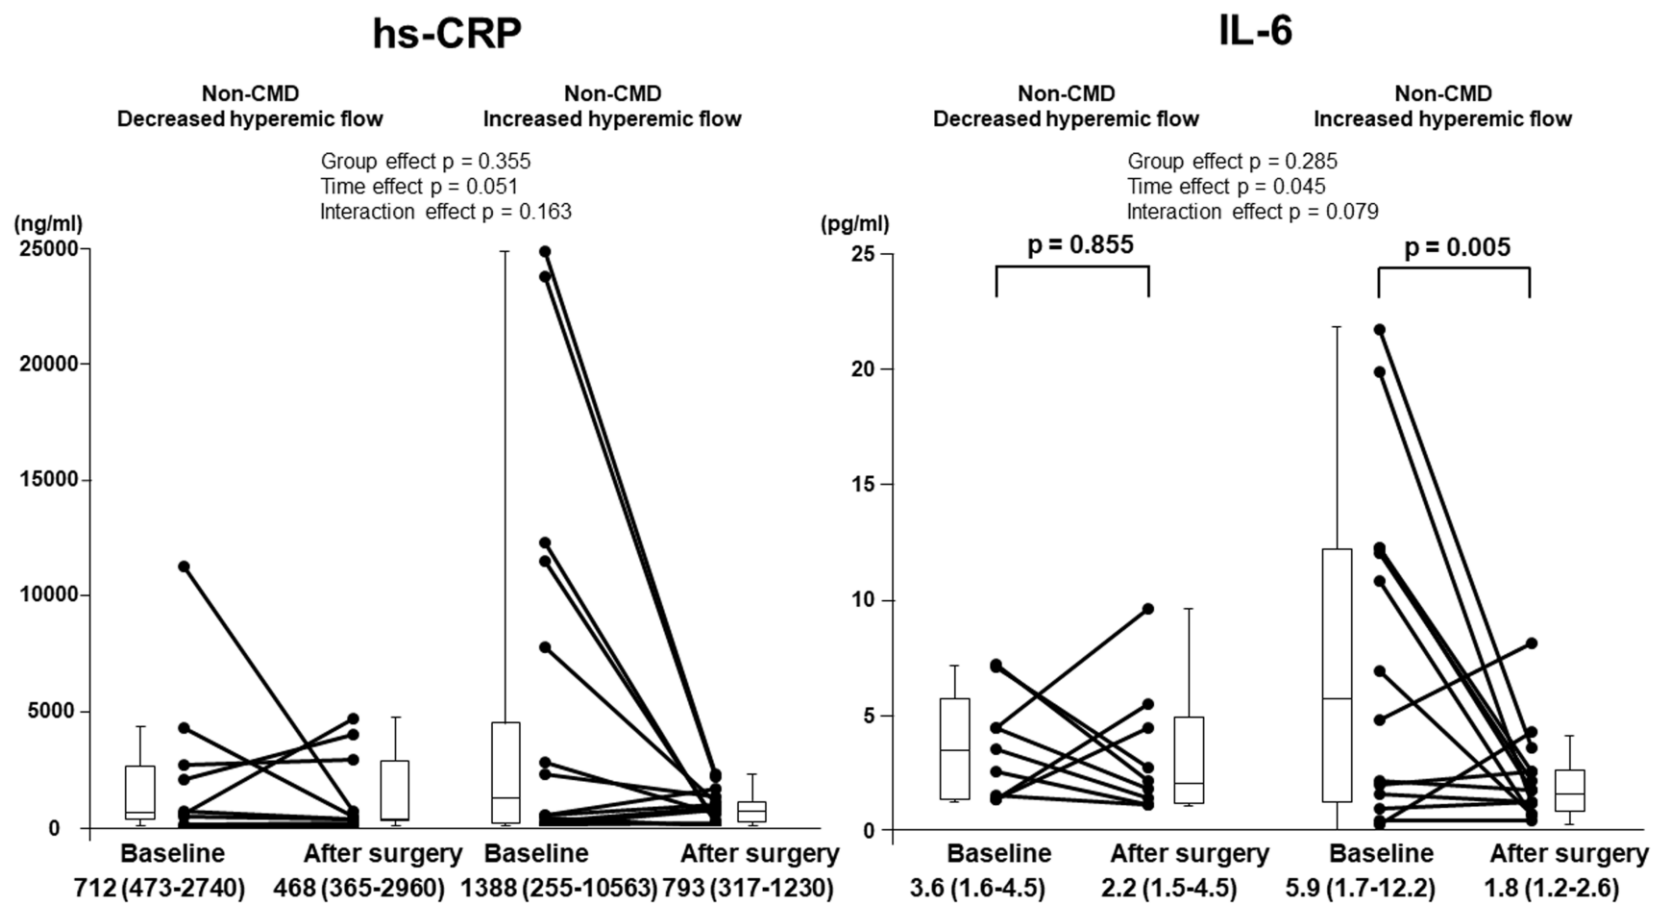 hs-CRP
Non-CMD
Decreased hyperemic flow
Non-CMD
Increased hyperemic flow
Group effect p = 0.355
Time effect p = 0.051
Interaction effect p = 0.163
(ng/ml)
25000
20000
15000
10000
5000
0
Baseline
After surgery
Baseline
After surgery
712 (473-2740)
468 (365-2960)
1388 (255-10563)
793 (317-1230)
IL-6
Non-CMD
Decreased hyperemic flow
Non-CMD
Increased hyperemic flow
Group effect p = 0.285
Time effect p = 0.045
Interaction effect p = 0.079
(pg/ml)
p = 0.855
p = 0.005
25
20
15
10
5
0
Baseline
After surgery
Baseline
After surgery
3.6 (1.6-4.5)
2.2 (1.5-4.5)
5.9 (1.7-12.2)
1.8 (1.2-2.6)